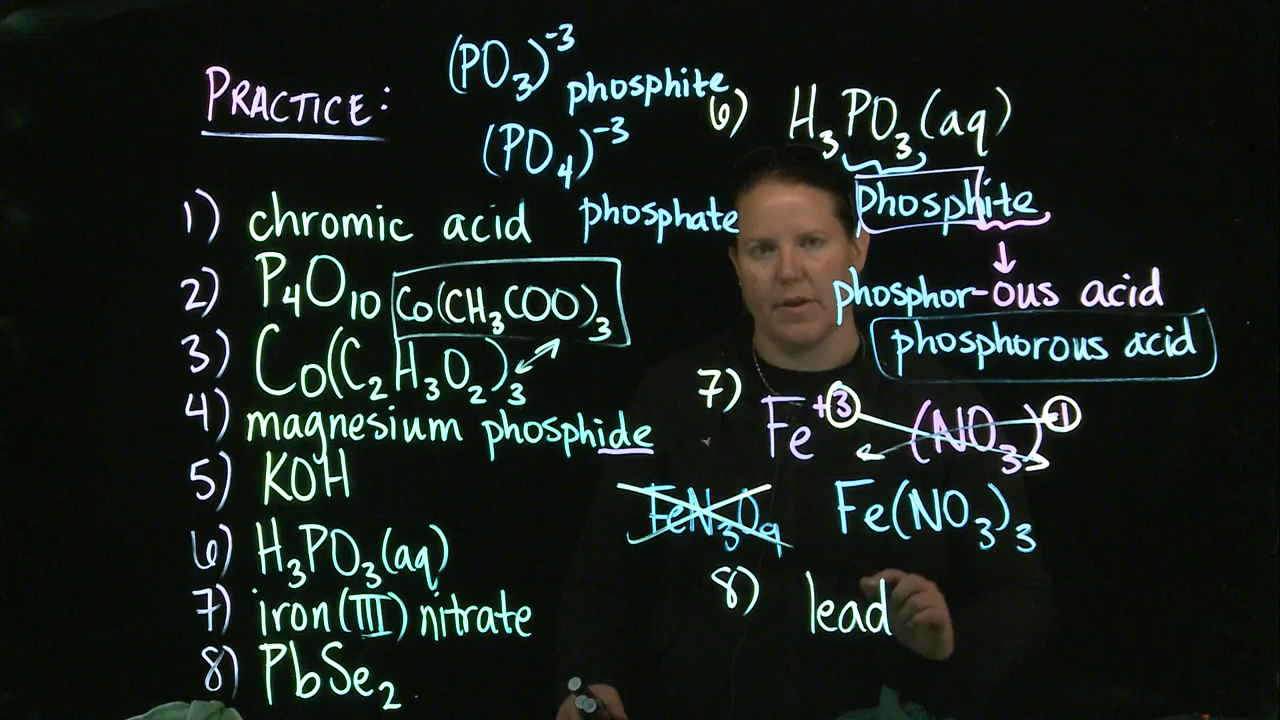 PRACTICE:
(PO₃)⁻³ phosphite
(PO₄)⁻³
phosphate
1) chromic acid
2) P₄O₁₀
Co(CH₃COO)₃
3) Co(C₂H₃O₂)₃
4) magnesium phosphide
5) KOH
6) H₃PO₃(aq)
7) iron(III) nitrate
8) PbSe₂
6) H₃PO₃(aq)
phosphite
phosphor-ous acid
phosphorous acid
7) Fe⁺³ (NO₃)⁻¹
FeN₃O₉ Fe(NO₃)₃
8) lead